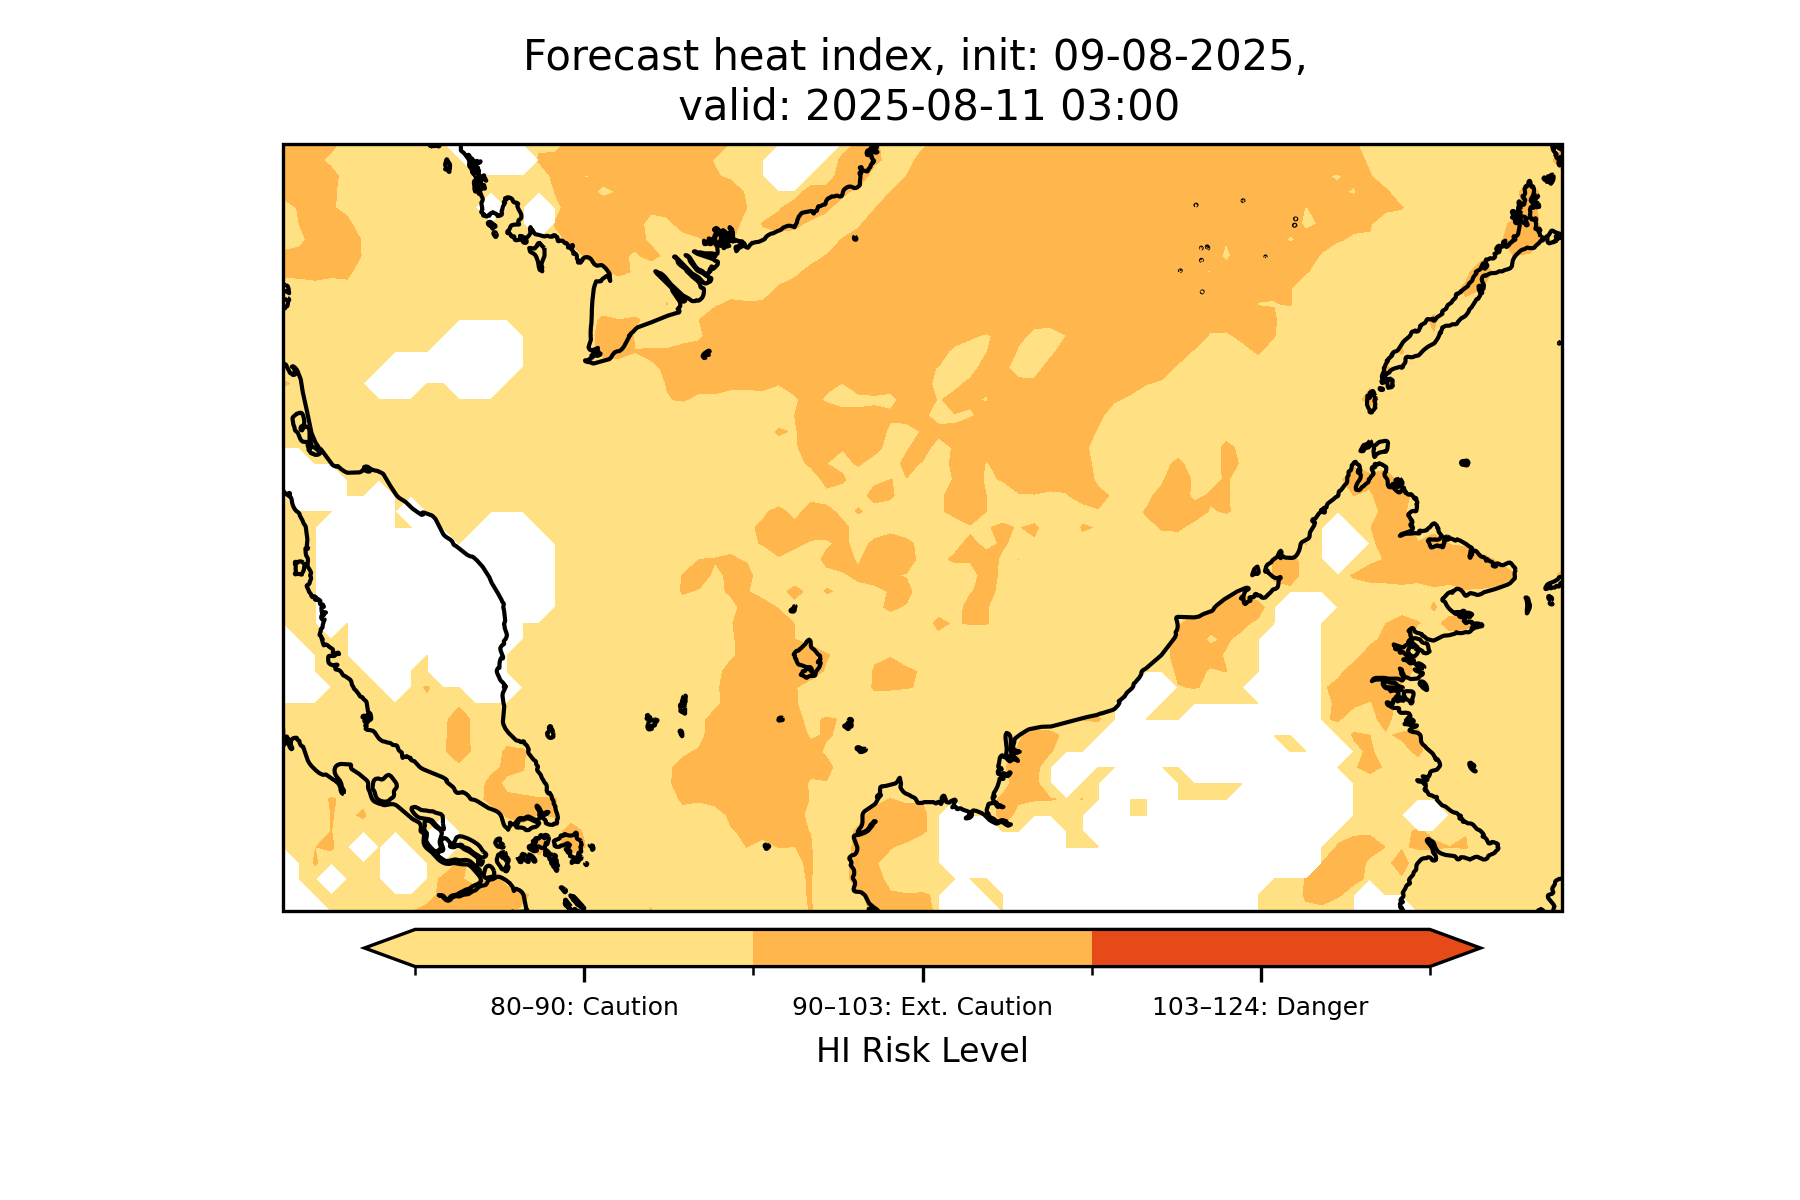 Forecast heat index, init: 09-08-2025,
valid: 2025-08-11 03:00
80–90: Caution
90–103: Ext. Caution
103–124: Danger
HI Risk Level